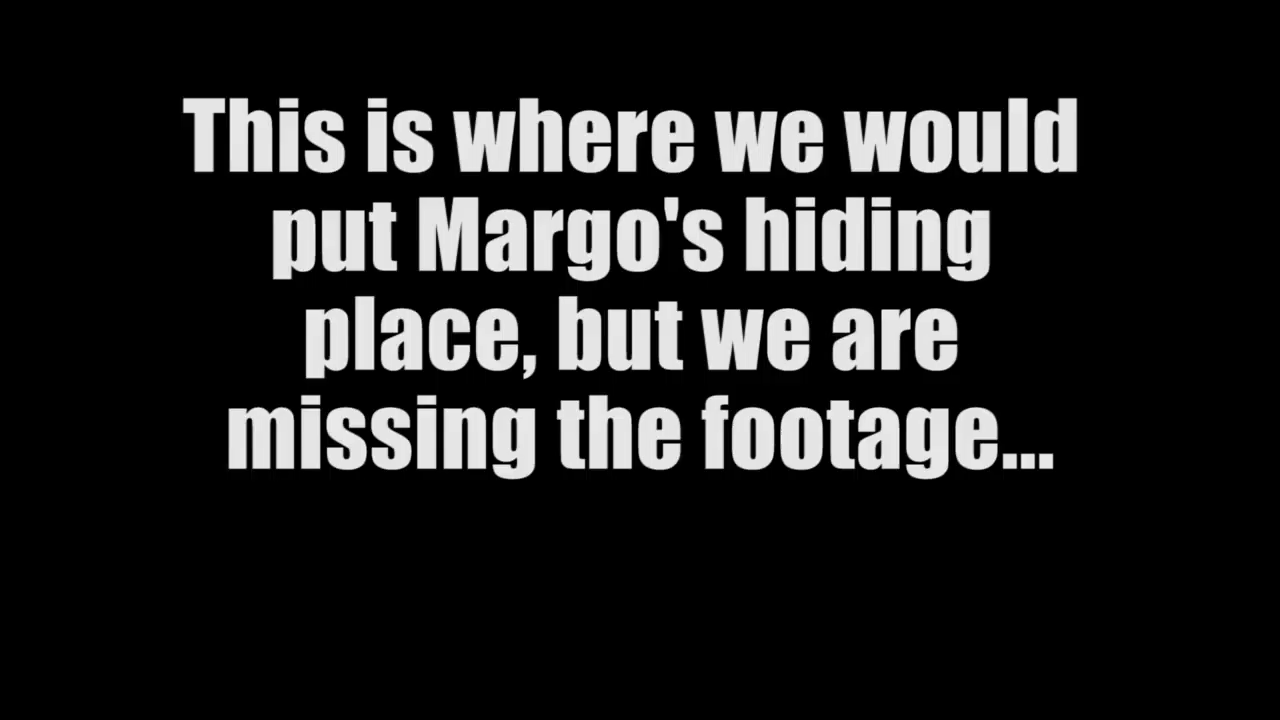 This is where we would
put Margo's hiding
place, but we are
missing the footage...